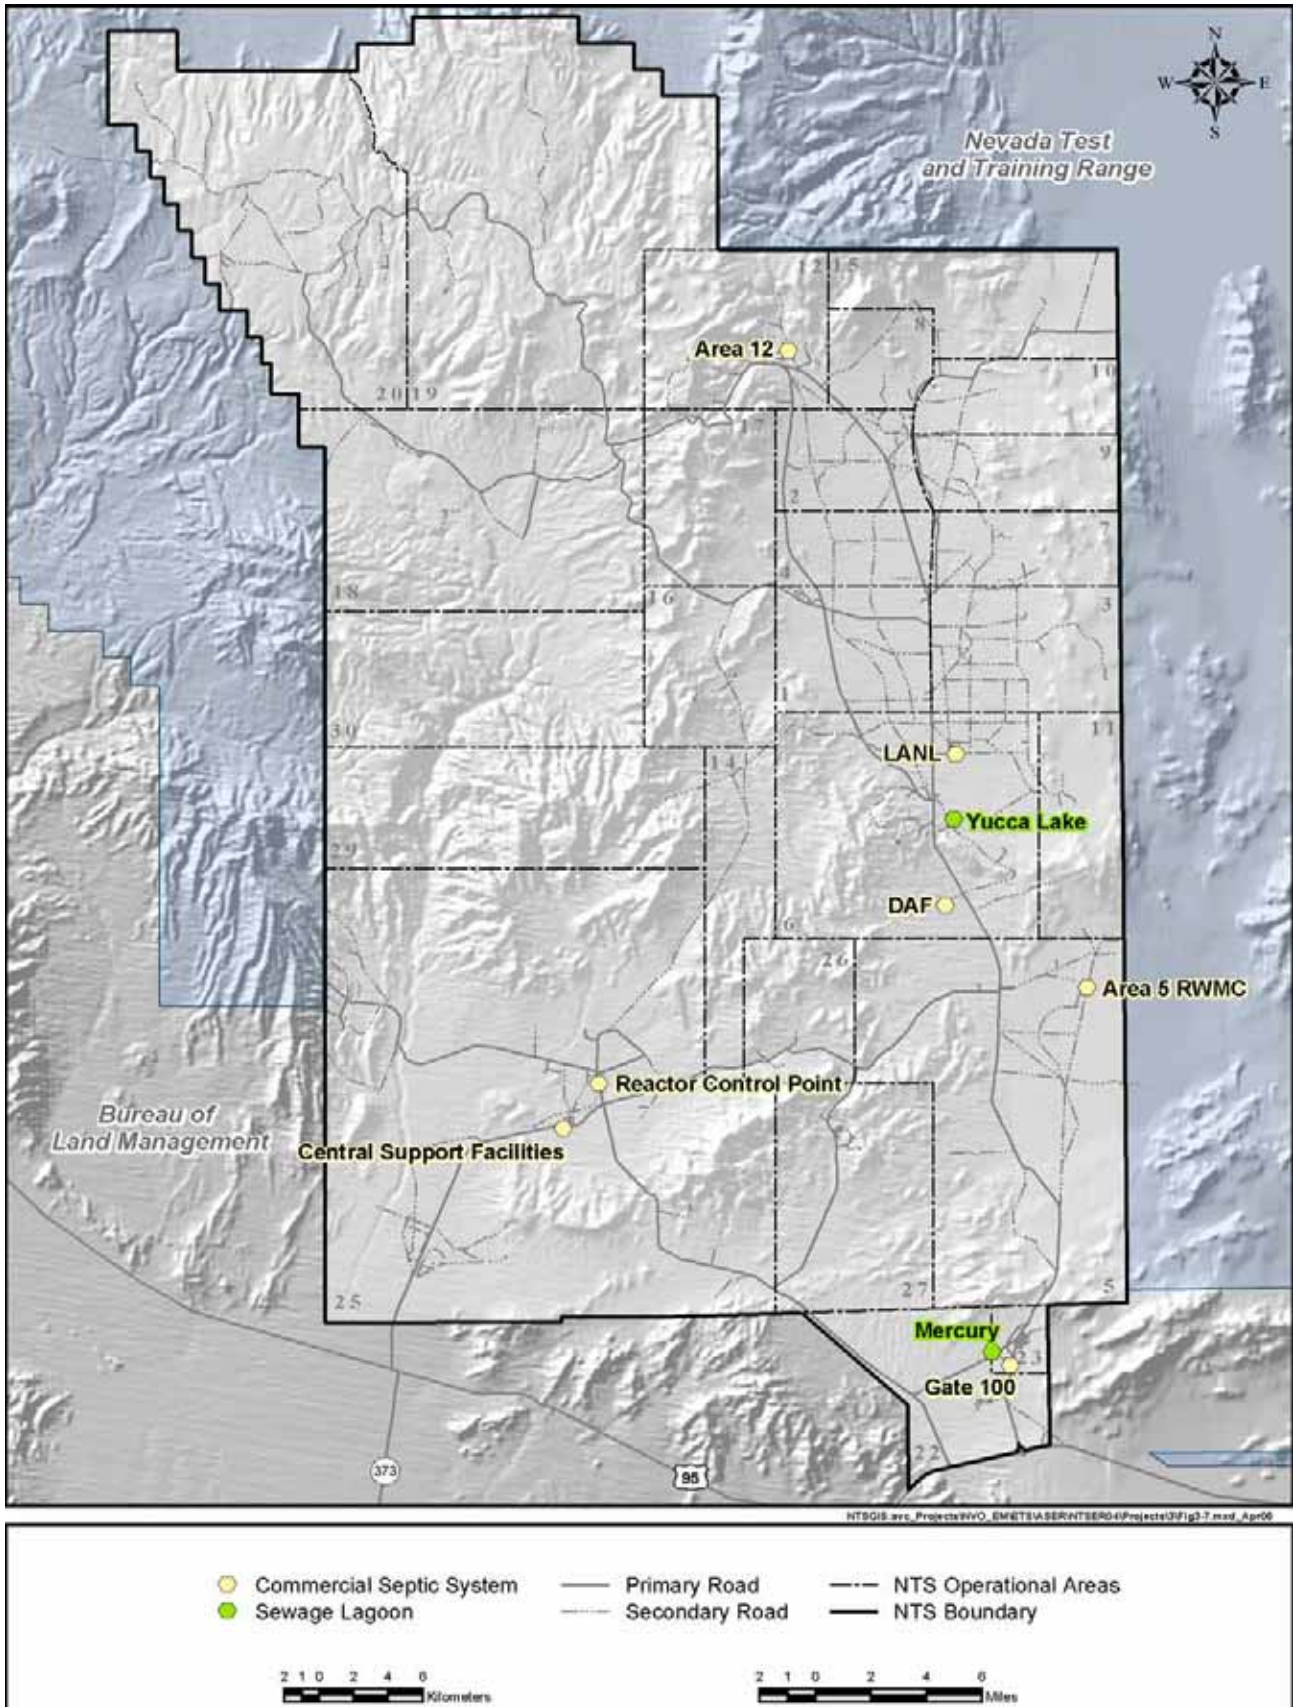 N
W E
S
Nevada Test
and Training Range
12 15
8
Area 12
10
20 19
17
9
2
7
4
18
16
3
1
30
11
LANL
14
Yucca Lake
29
DAF
6
26
Area 5 RWMC
Reactor Control Point
Bureau of
Land Management
Central Support Facilities
25
27
5
Mercury
23
Gate 100
22
373
95
Commercial Septic System
Primary Road
NTS Operational Areas
Sewage Lagoon
Secondary Road
NTS Boundary
2 1 0 2 4 6
Kilometers
2 1 0 2 4 6
Miles